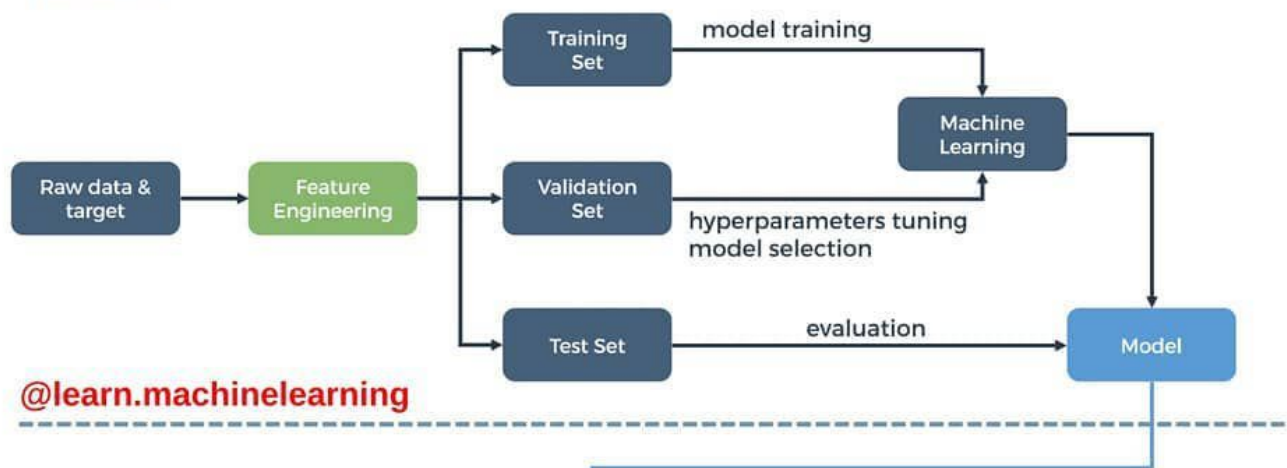 Training
Set
model training
Machine
Learning
Raw data &
target
Feature
Engineering
Validation
Set
hyperparameters tuning
model selection
Test Set
evaluation
Model
@learn.machinelearning